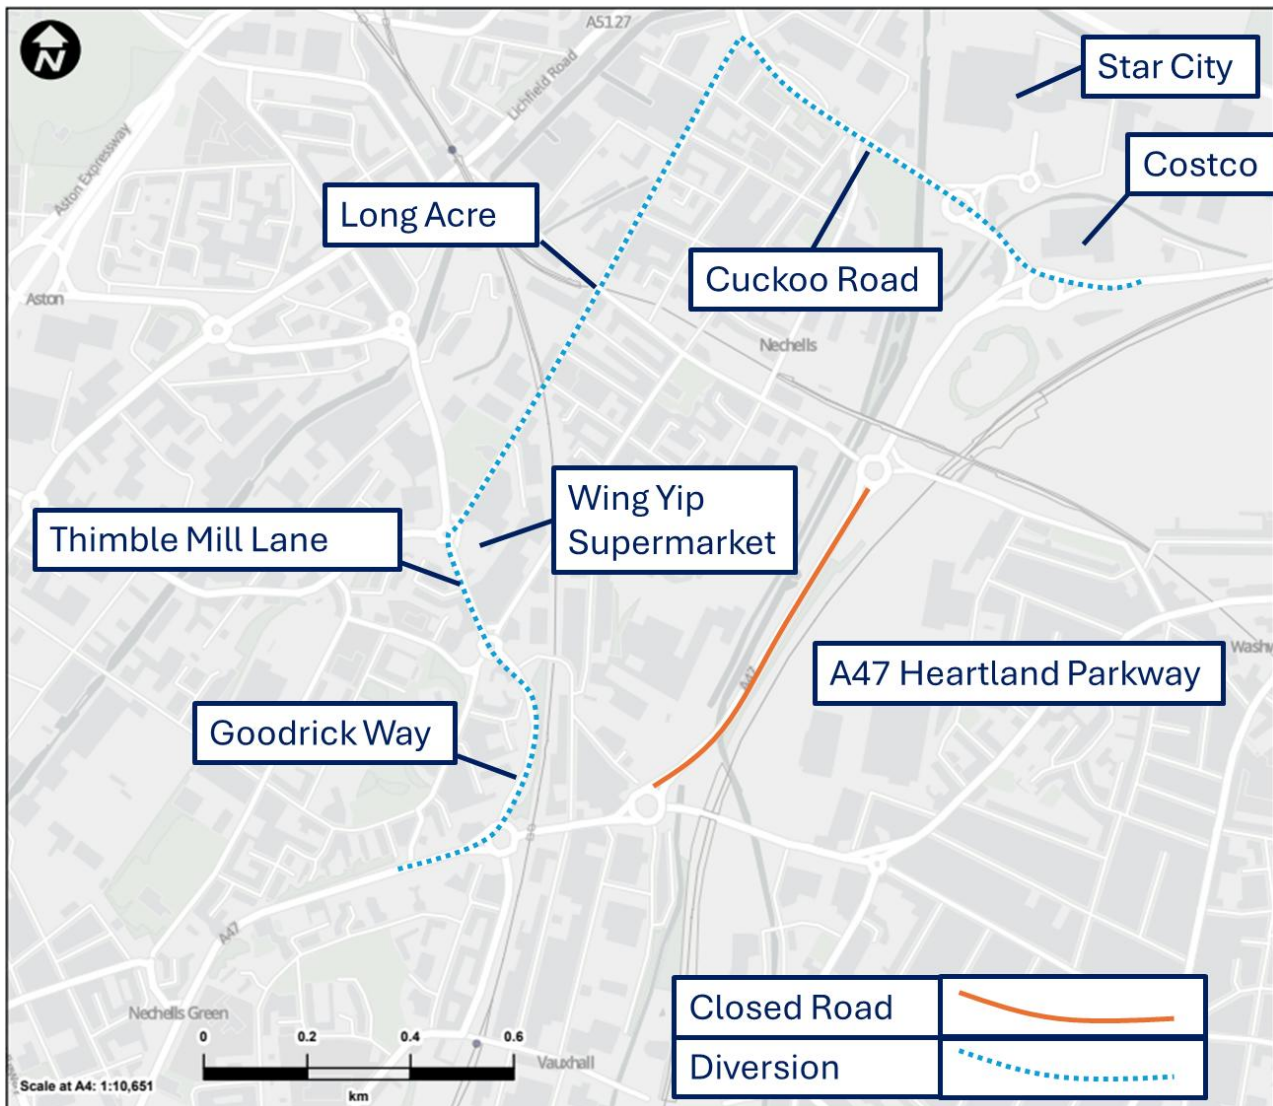 N
A5127
Lichfield Road
Aston Expressway
Star City
Costco
Long Acre
Cuckoo Road
Aston
Nechells
Wing Yip
Supermarket
Thimble Mill Lane
A47
A47 Heartland Parkway
Goodrick Way
A47
Nechells Green
Vauxhall
0 0.2 0.4 0.6
km
Scale at A4: 1:10,651
Closed Road
Diversion